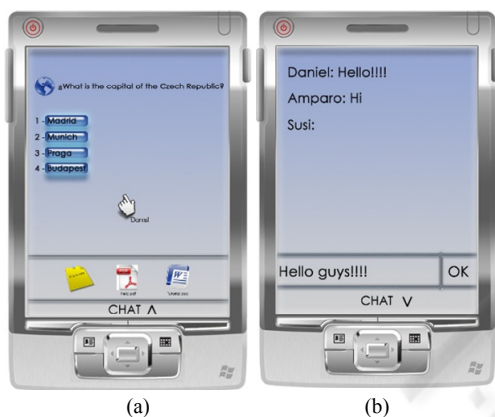 ¿What is the capital of the Czech Republic?
1 - Madrid
2 - Munich
3 - Praga
4 - Budapest
Daniel
CHAT ᐱ
(a)
Daniel: Hello!!!!
Amparo: Hi
Susi:
Hello guys!!!!
OK
CHAT ᐯ
(b)